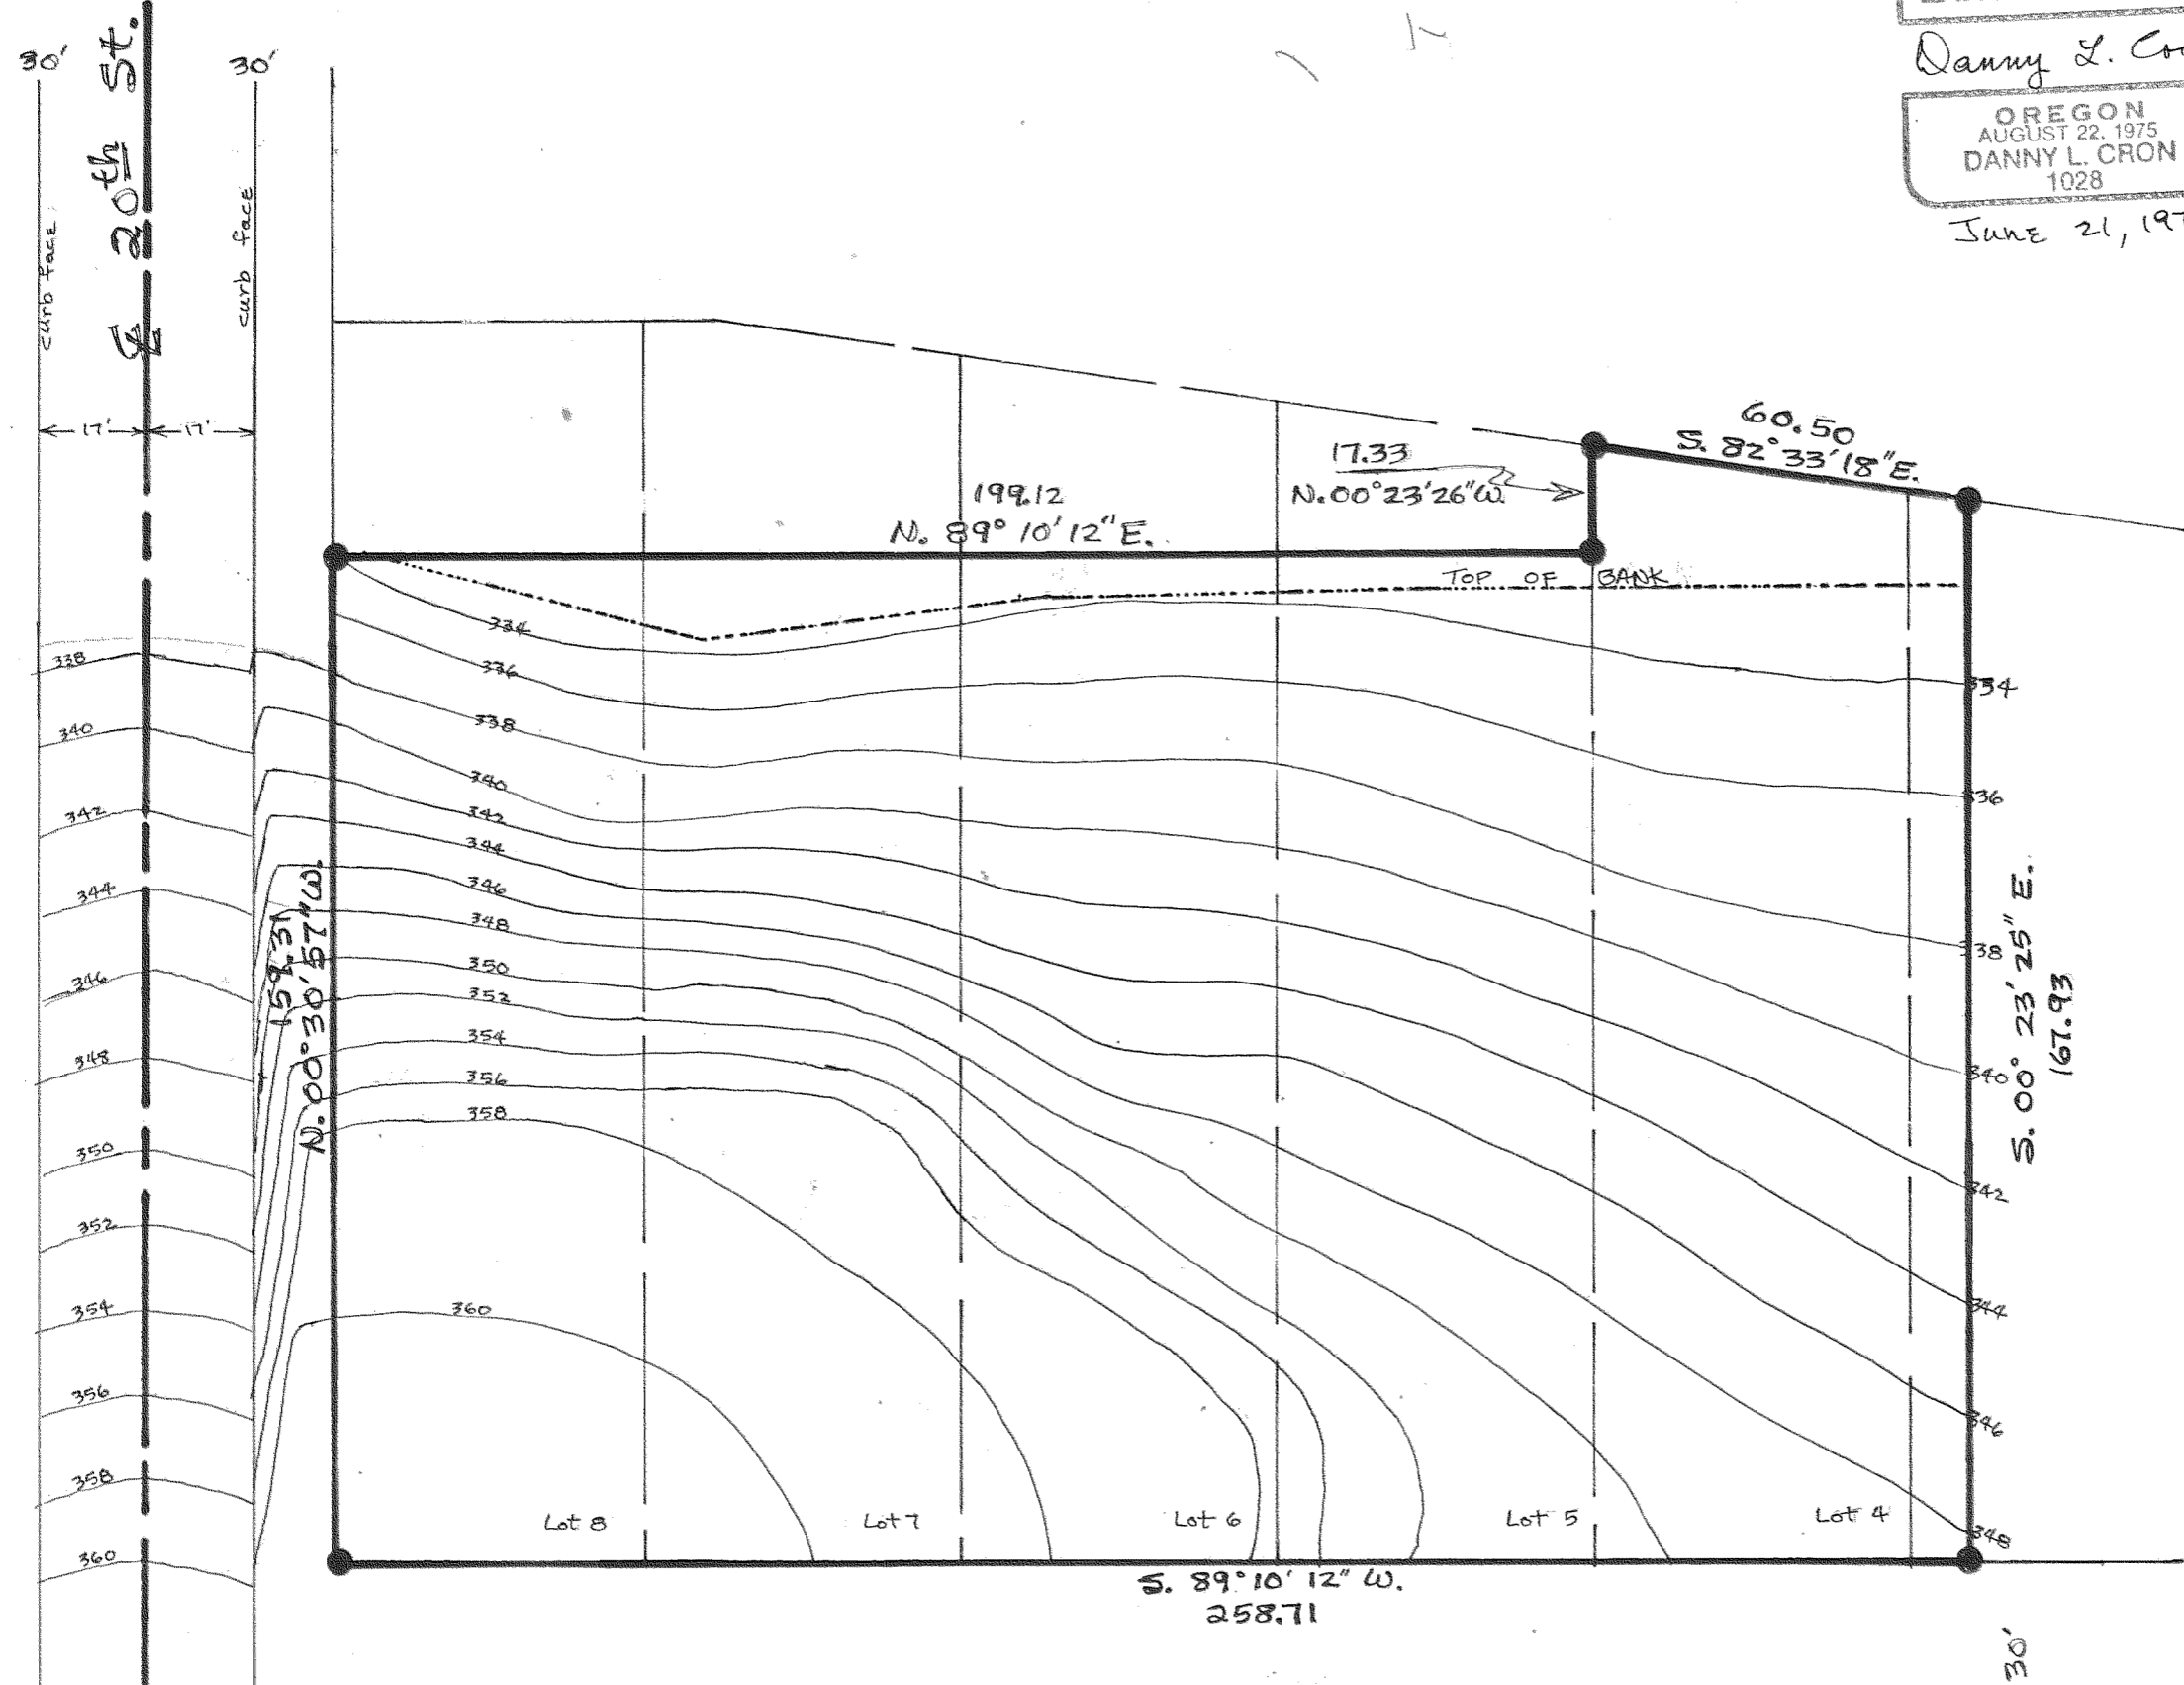 30'
30'
℄ 20th St.
curb face
curb face
17'
17'
Danny L.
OREGON
AUGUST 22. 1975
DANNY L. CRON
1028
June 21,
60.50
S. 82° 33' 18" E.
17.33
N. 00° 23' 26" W.
199.12
N. 89° 10' 12" E.
TOP OF BANK
334
336
338
340
342
344
346
348
350
352
354
356
358
360
338
340
342
344
346
348
350
352
354
356
358
360
334
336
338
340
342
344
346
348
159.31
N. 00° 30' 57" W.
S. 00° 23' 25" E.
167.93
Lot 8
Lot 7
Lot 6
Lot 5
Lot 4
S. 89° 10' 12" W.
258.71
30'